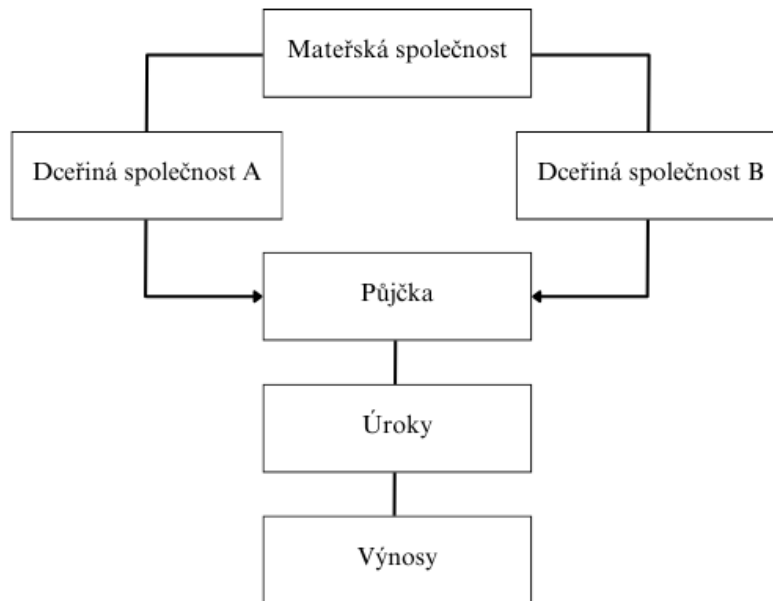 Mateřská společnost
Dceřiná společnost A
Dceřiná společnost B
Půjčka
Úroky
Výnosy